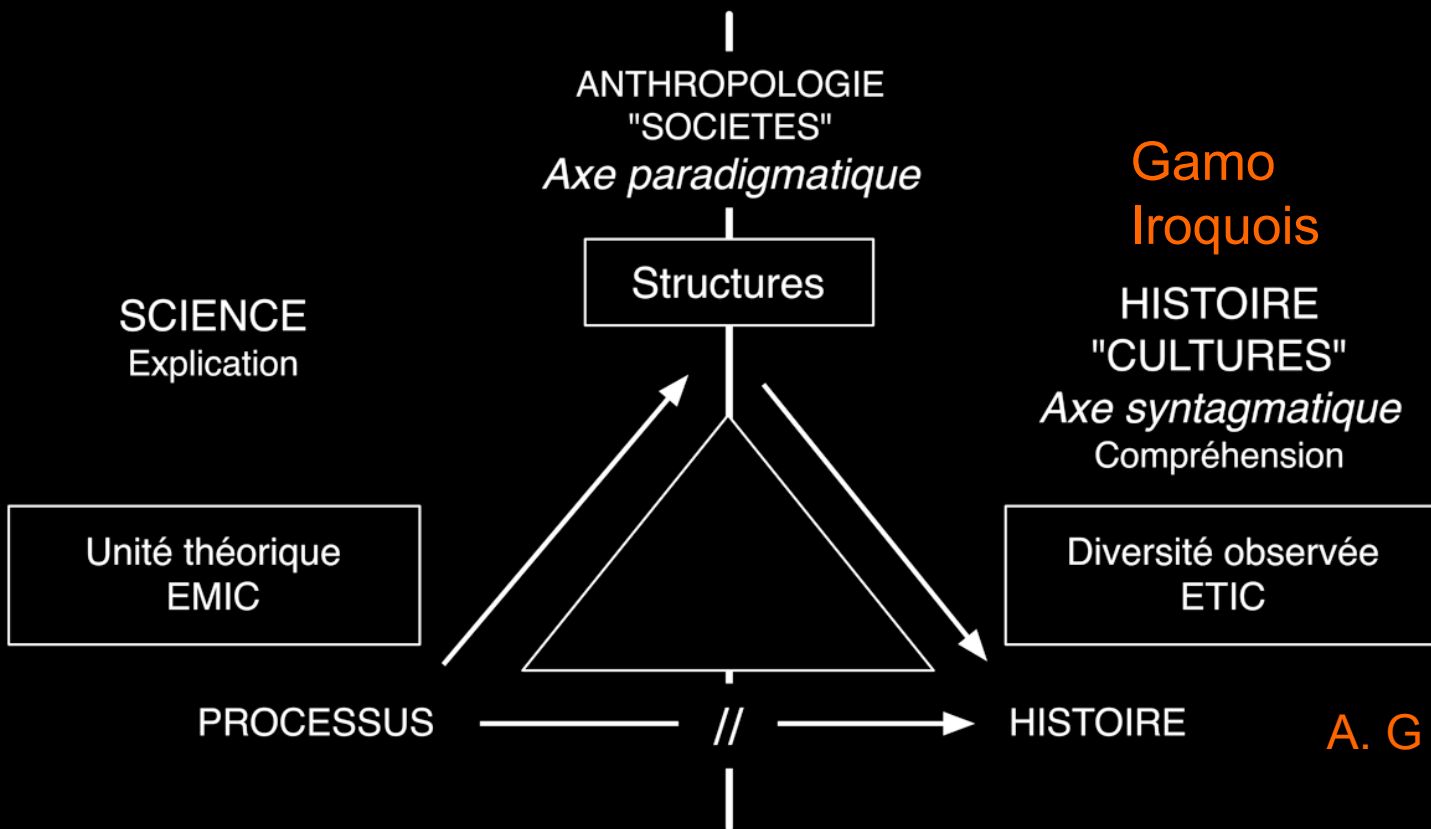 ANTHROPOLOGIE
"SOCIETES"
Axe paradigmatique
Gamo
Iroquois
Structures
SCIENCE
Explication
HISTOIRE
"CULTURES"
Axe syntagmatique
Compréhension
Unité théorique
EMIC
Diversité observée
ETIC
PROCESSUS
//
HISTOIRE
A. G